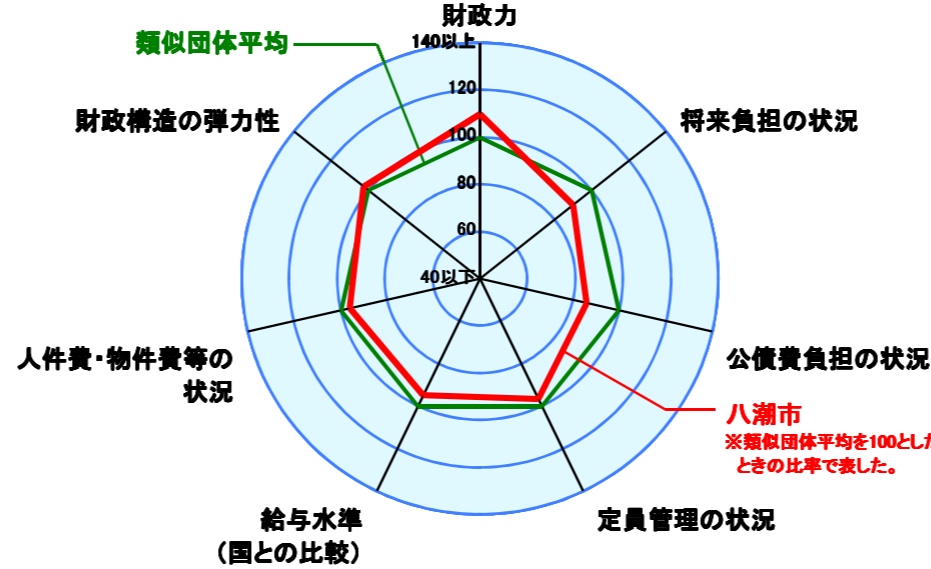 財政力
類似団体平均
140以上
120
100
80
60
40以下
財政構造の弾力性
将来負担の状況
人件費・物件費等の
状況
公債費負担の状況
八潮市
※類似団体平均を100とした
ときの比率で表した。
給与水準
（国との比較）
定員管理の状況